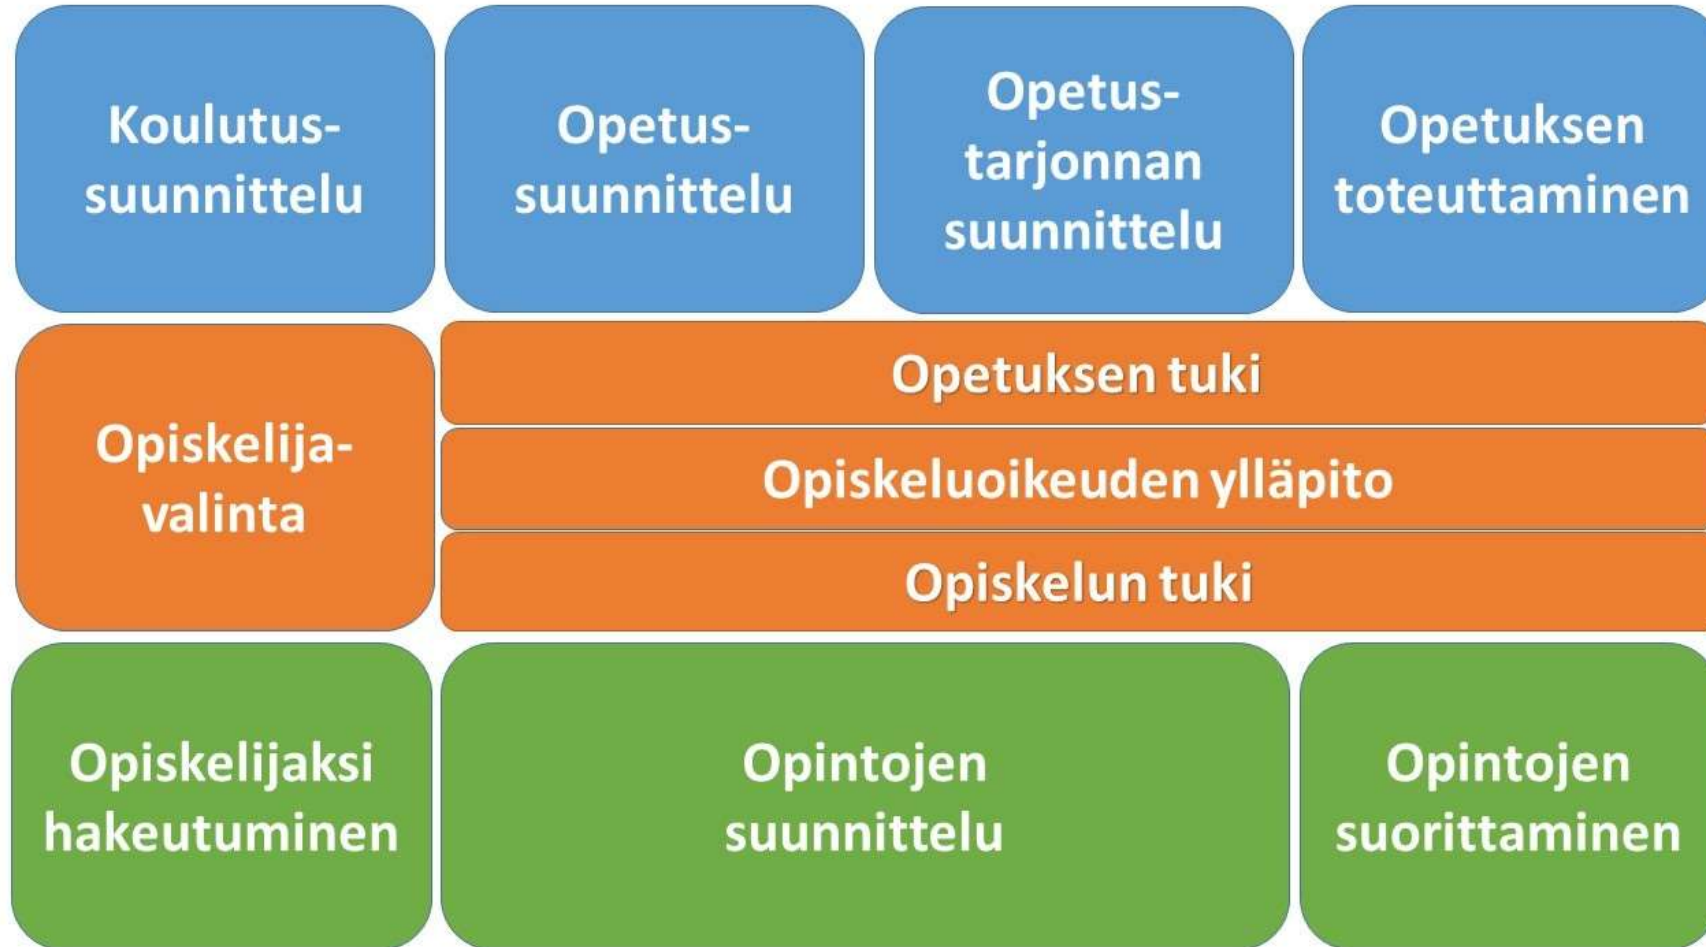 Koulutus-
suunnittelu
Opetus-
suunnittelu
Opetus-
tarjonnan
suunnittelu
Opetuksen
toteuttaminen
Opiskelija-
valinta
Opetuksen tuki
Opiskeluoikeuden ylläpito
Opiskelun tuki
Opiskelijaksi
hakeutuminen
Opintojen
suunnittelu
Opintojen
suorittaminen